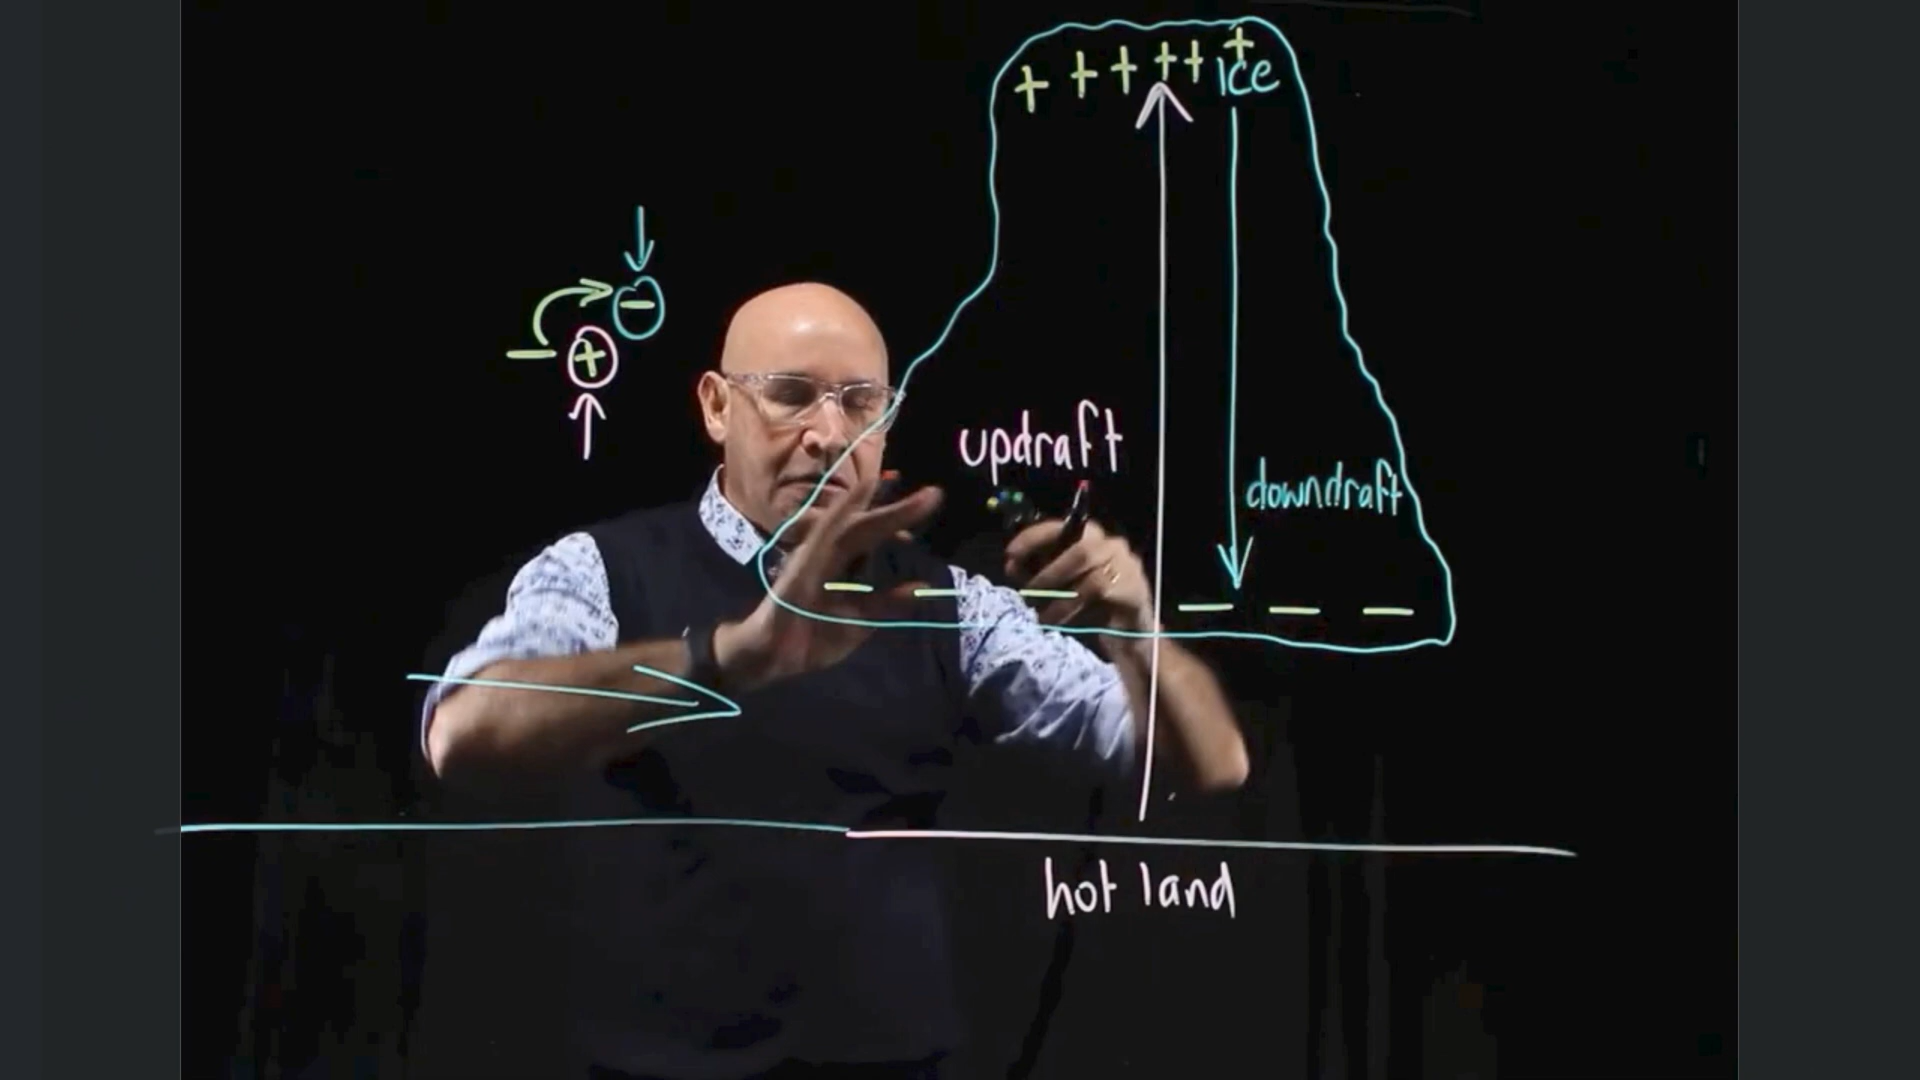 + + + + + +
ice
−
− +
updraft
downdraft
− − − − − −
hot land